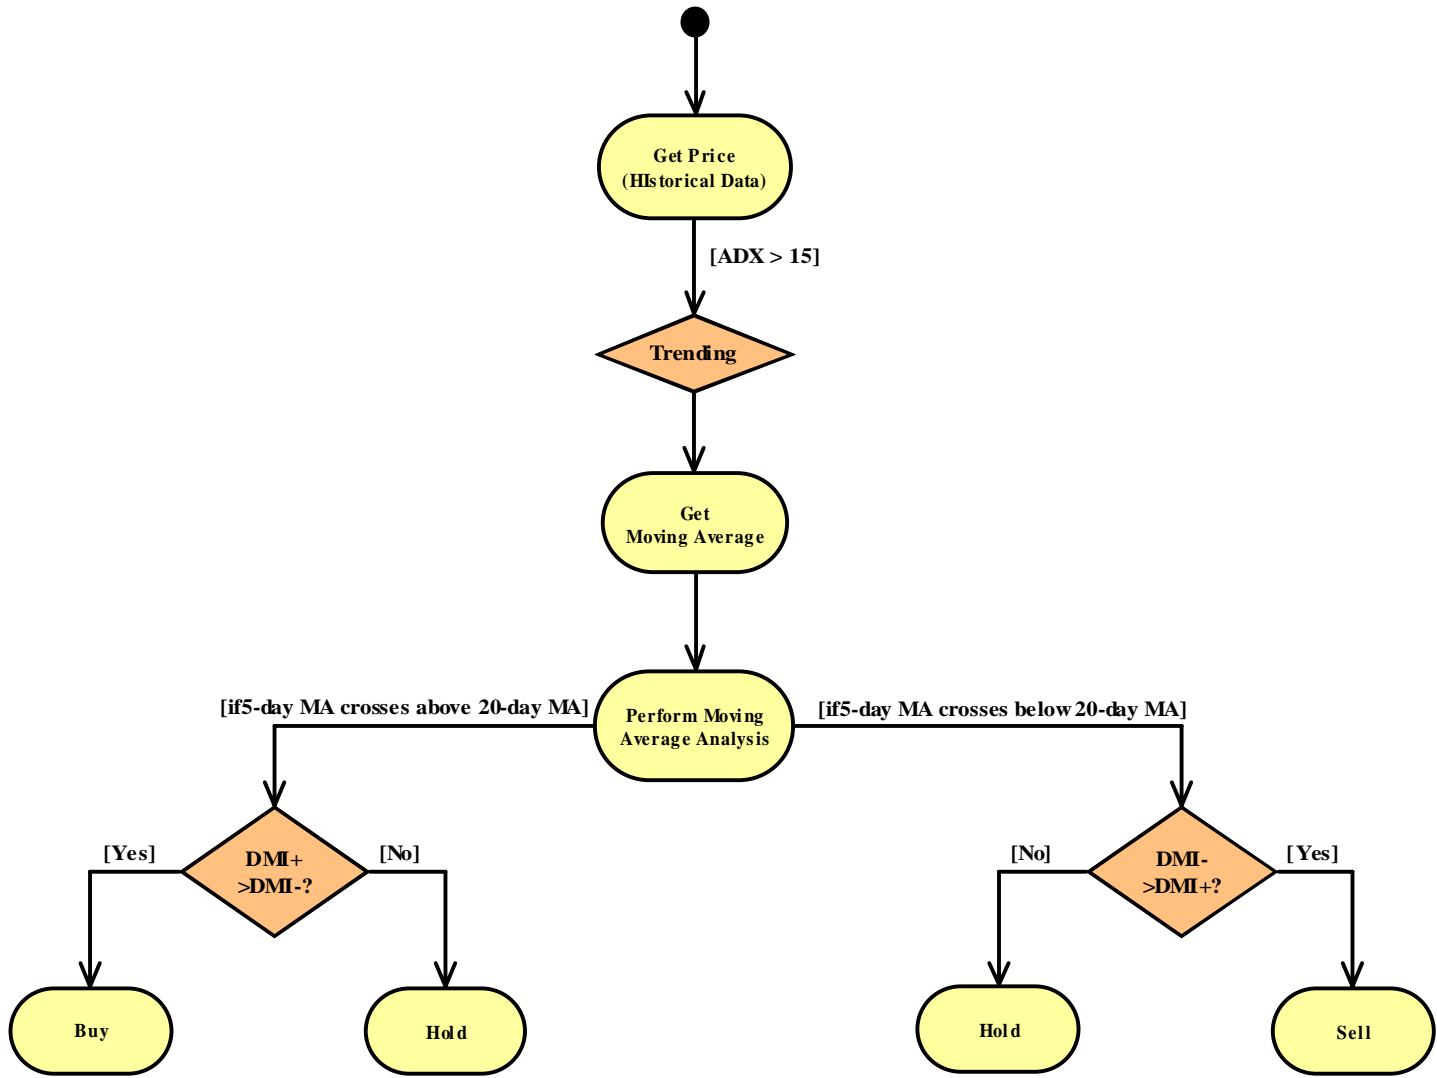 Get Price
(HIstorical Data)
[ADX > 15]
Trending
Get
Moving Average
[if5-day MA crosses above 20-day MA]
Perform Moving
Average Analysis
[if5-day MA crosses below 20-day MA]
[Yes]
DMI+
>DMI-?
[No]
[No]
DMI-
>DMI+?
[Yes]
Buy
Hold
Hold
Sell